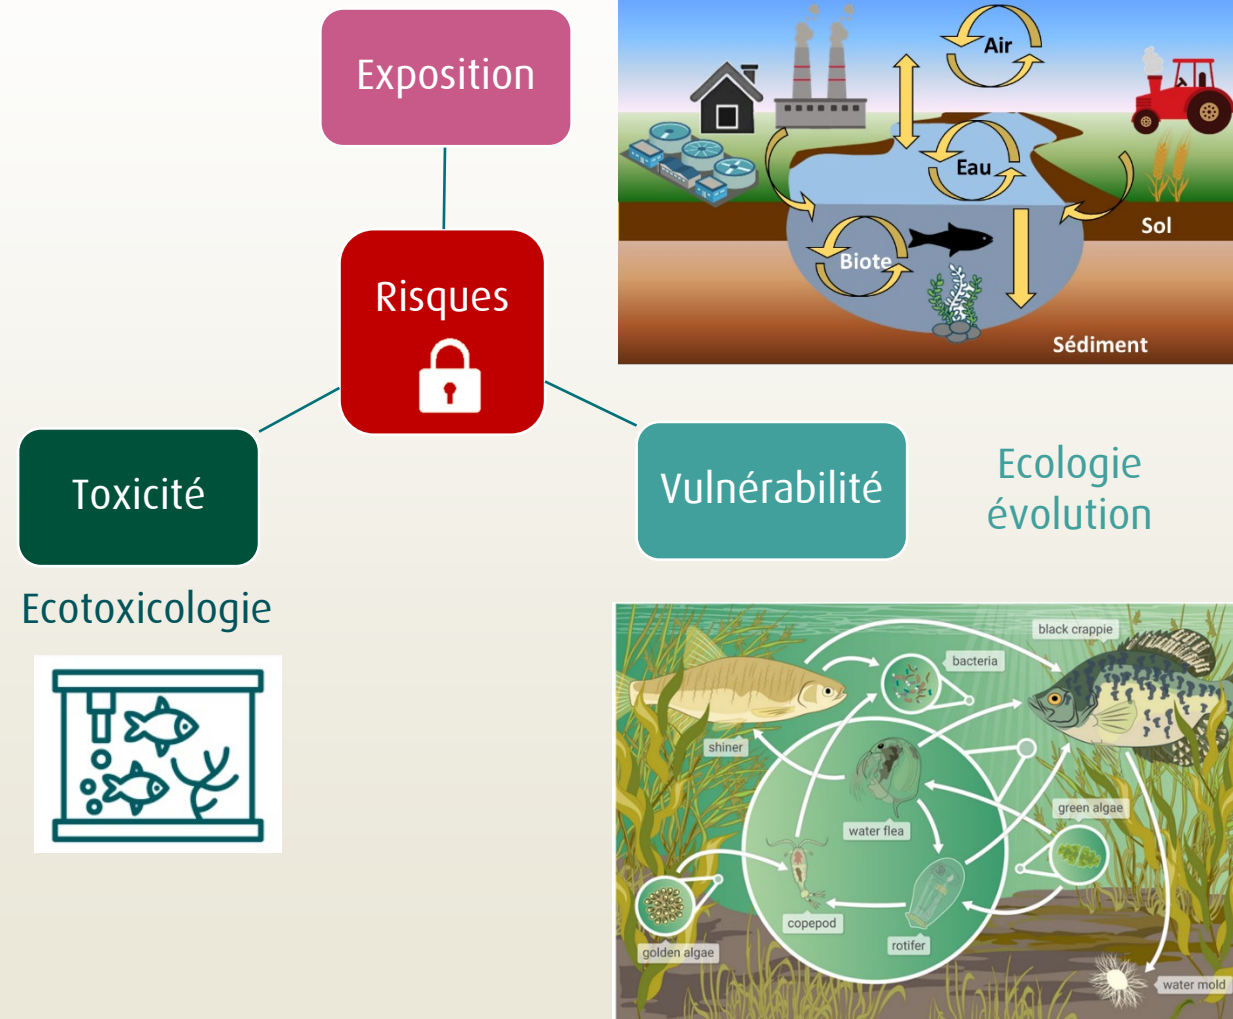 Exposition
Air
Eau
Biote
Sol
Sédiment
Risques
Toxicité
Vulnérabilité
Ecologie
évolution
Ecotoxicologie
black crappie
bacteria
shiner
green algae
water flea
copepod
rotifer
golden algae
water mold